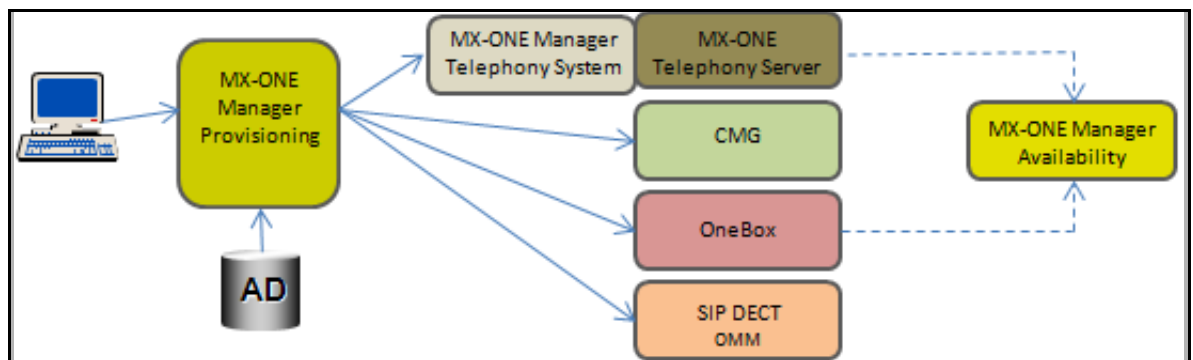 MX-ONE
Manager
Provisioning
AD
MX-ONE Manager
Telephony System
MX-ONE
Telephony Server
CMG
OneBox
SIP DECT
OMM
MX-ONE Manager
Availability